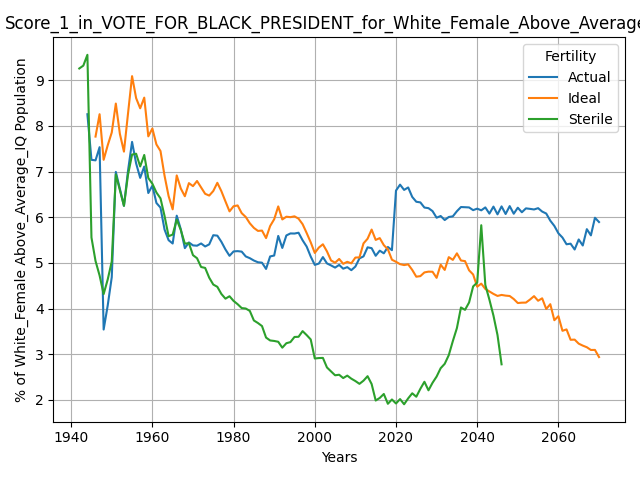 Score_1_in_VOTE_FOR_BLACK_PRESIDENT_for_White_Female_Above_Average
% of White_Female Above_Average_IQ Population
9
8
7
6
5
4
3
2
Fertility
Actual
Ideal
Sterile
1940 1960 1980 2000 2020 2040 2060
Years